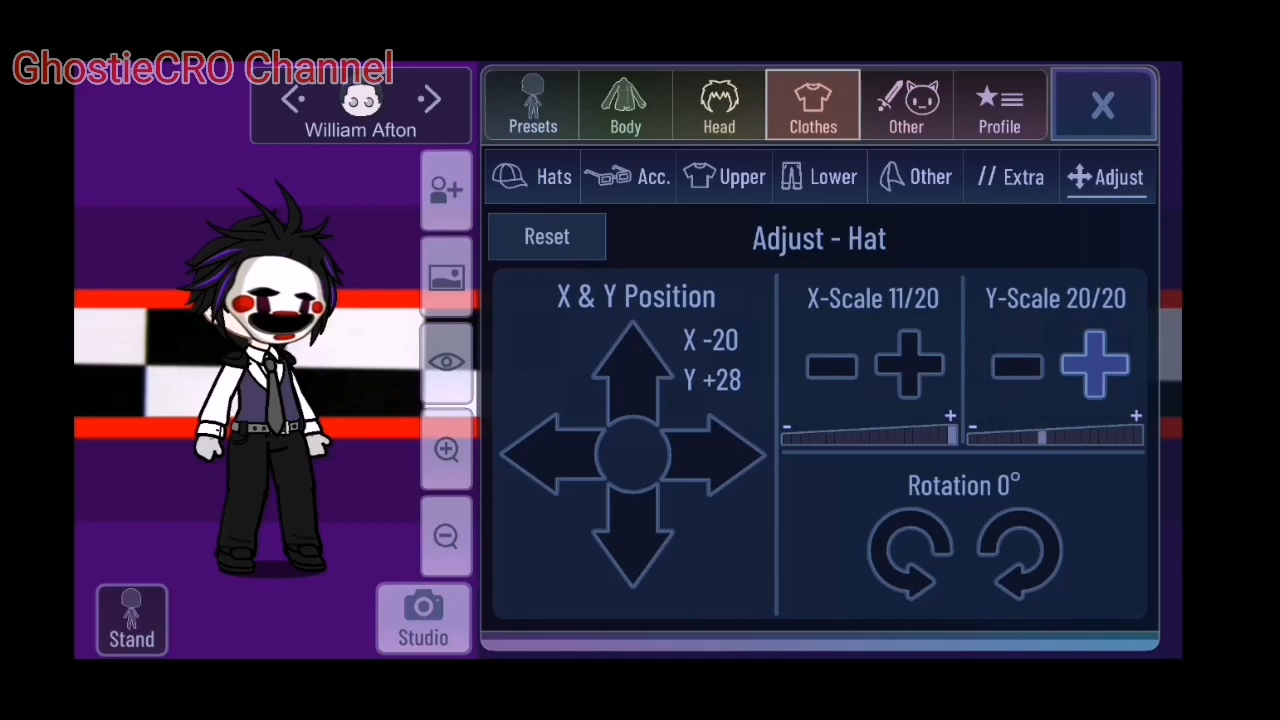 GhostieCRO Channel
William Afton
Presets
Body
Head
Clothes
Other
Profile
X
Hats
Acc.
Upper
Lower
Other
// Extra
Adjust
Reset
Adjust - Hat
X & Y Position
X -20
Y +28
X-Scale 11/20
Y-Scale 20/20
- +
- +
Rotation 0°
Stand
Studio